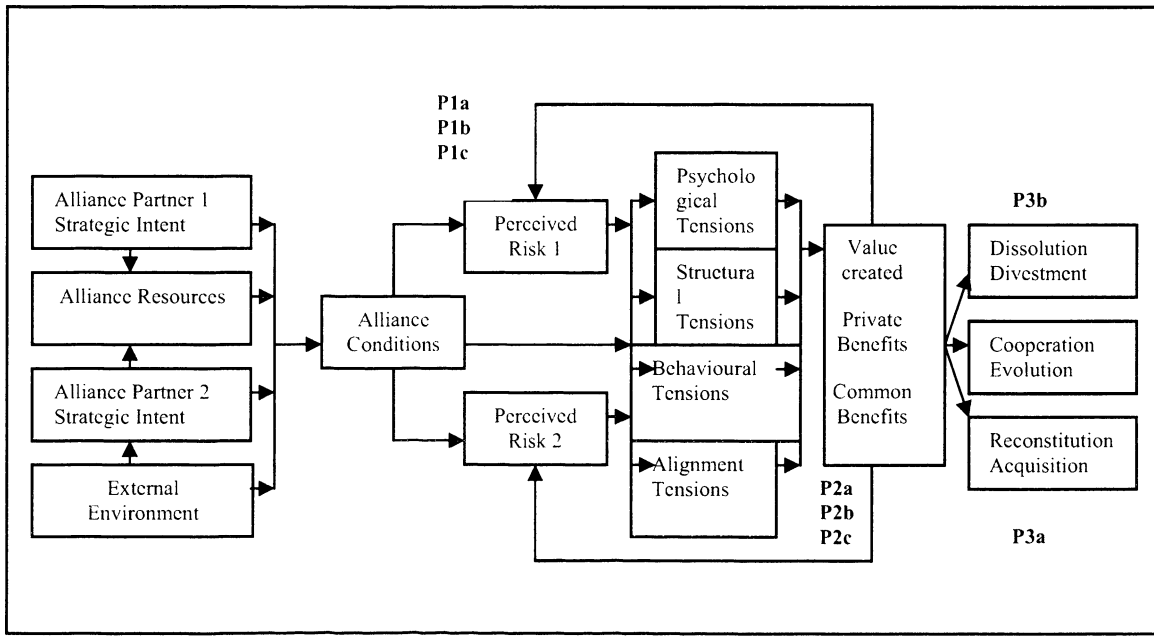 P1a
P1b
P1c
Alliance Partner 1
Strategic Intent
Alliance Resources
Alliance Partner 2
Strategic Intent
External
Environment
Alliance
Conditions
Perceived
Risk 1
Perceived
Risk 2
Psycholo
gical
Tensions
Structura
l
Tensions
Behavioural
Tensions
Alignment
Tensions
Value
created
Private
Benefits
Common
Benefits
P2a
P2b
P2c
P3b
Dissolution
Divestment
Cooperation
Evolution
Reconstitution
Acquisition
P3a